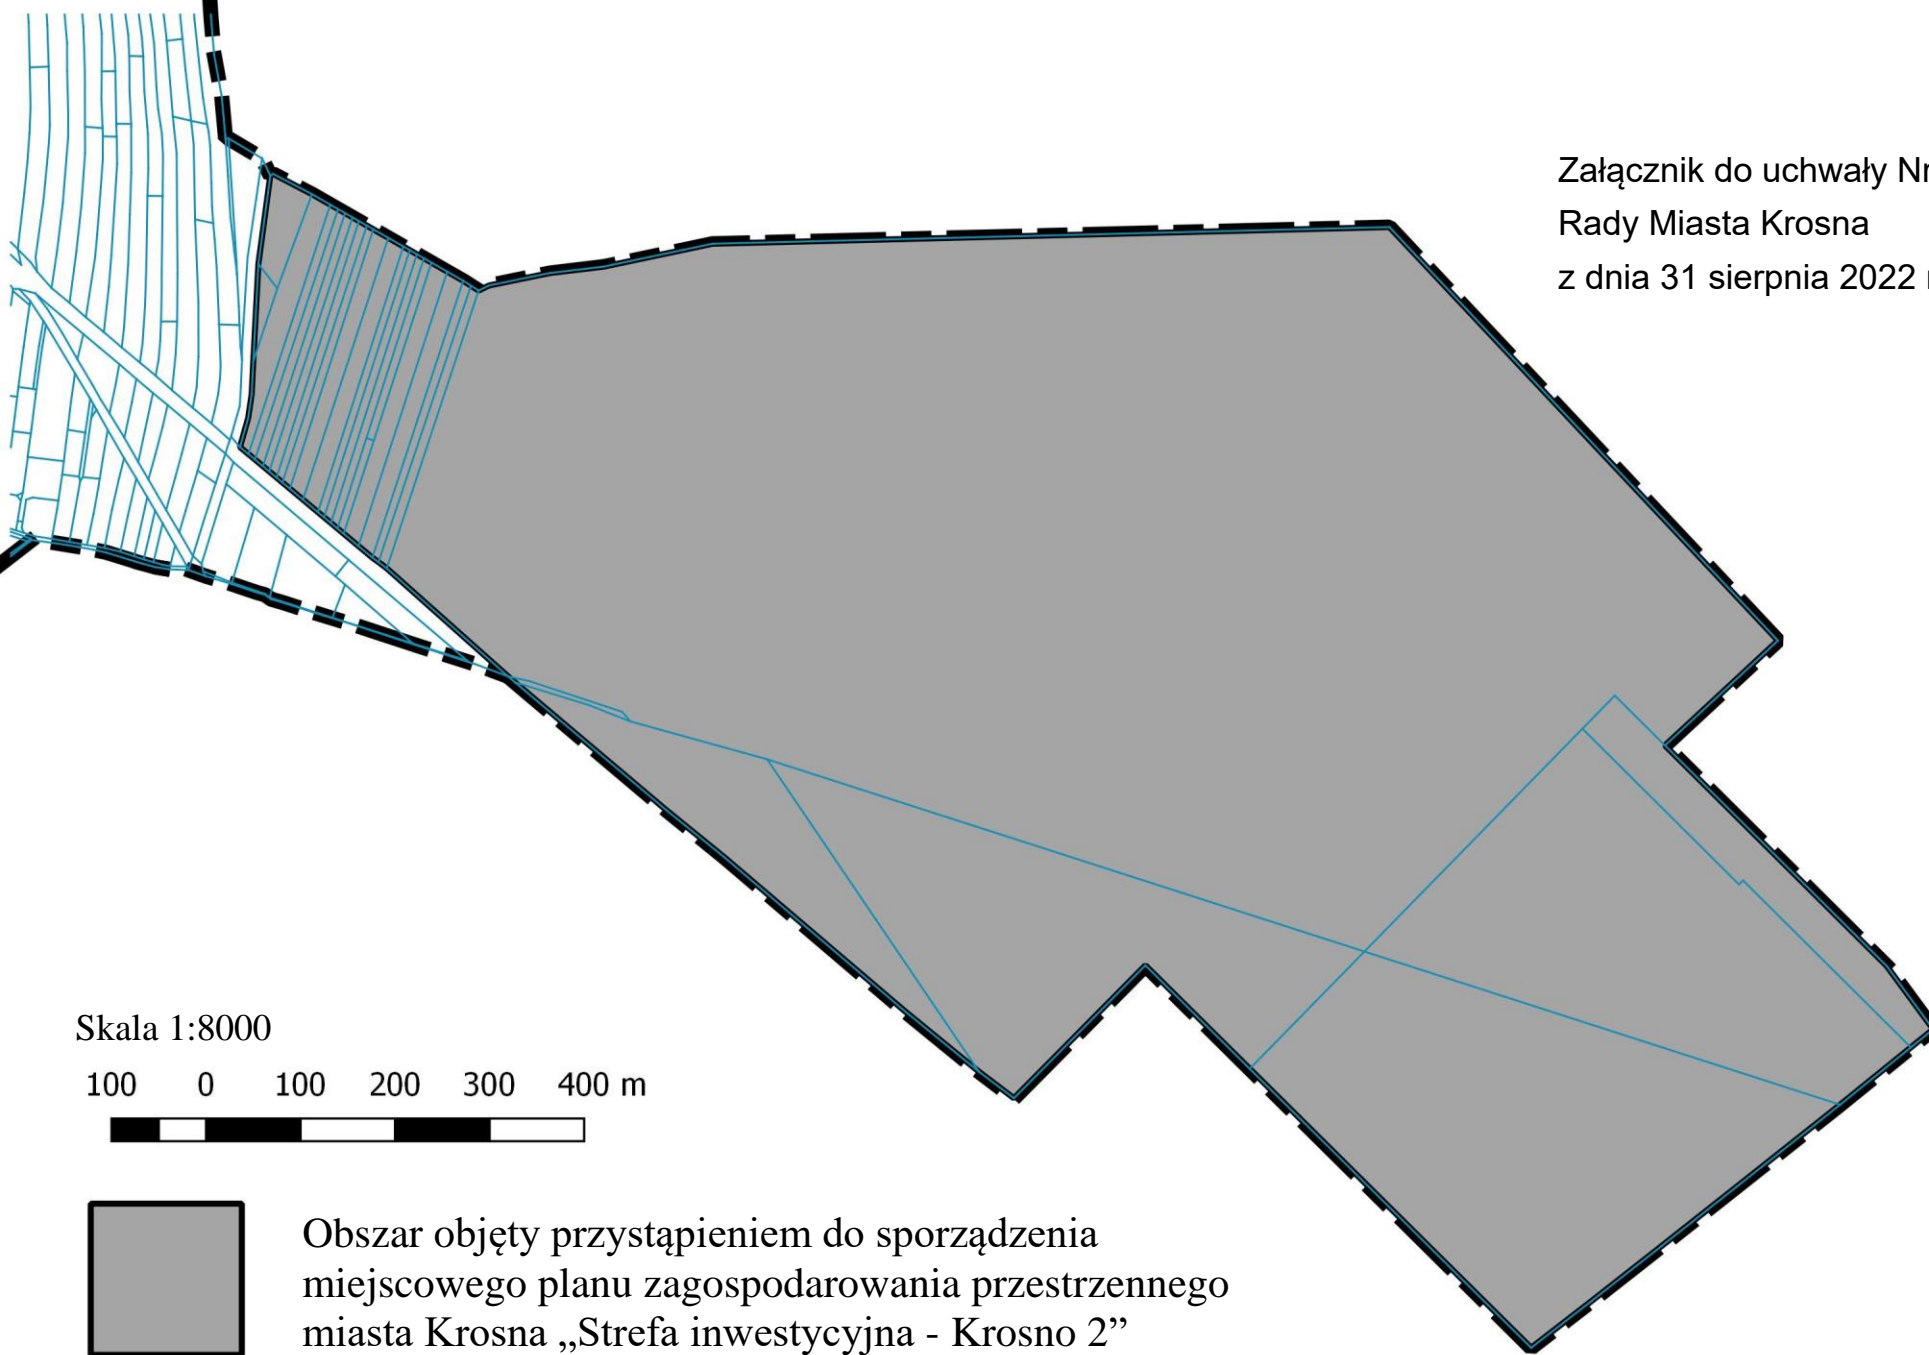 Załącznik do uchwały Nr
Rady Miasta Krosna
z dnia 31 sierpnia 2022
Skala 1:8000
100 0 100 200 300 400 m
Obszar objęty przystąpieniem do sporządzenia
miejscowego planu zagospodarowania przestrzennego
miasta Krosna „Strefa inwestycyjna - Krosno 2”